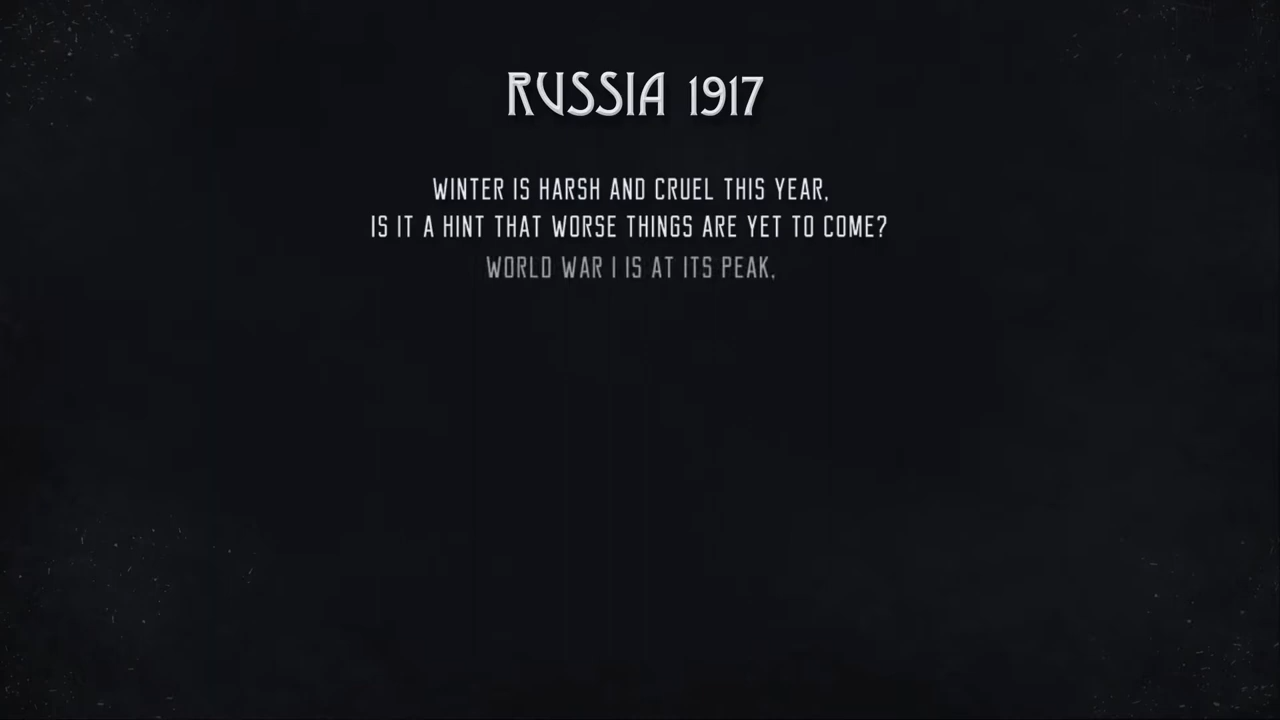 RUSSIA 1917
WINTER IS HARSH AND CRUEL THIS YEAR,
IS IT A HINT THAT WORSE THINGS ARE YET TO COME?
WORLD WAR I IS AT ITS PEAK,